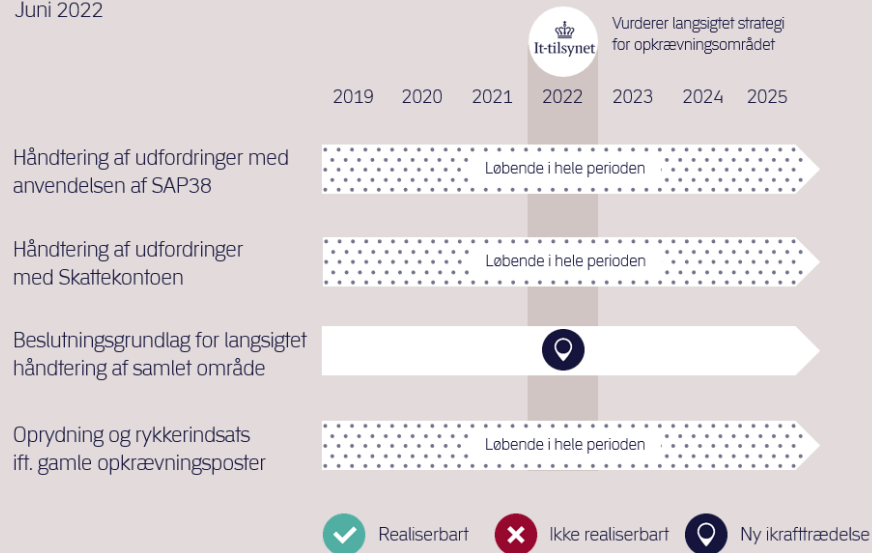 Juni 2022
It-tilsynet
Vurderer langsigtet strategi
for opkrævningsområdet
2019 2020 2021 2022 2023 2024 2025
Håndtering af udfordringer med
anvendelsen af SAP38
Løbende i hele perioden
Håndtering af udfordringer
med Skattekontoen
Løbende i hele perioden
Beslutningsgrundlag for langsigtet
håndtering af samlet område
Oprydning og rykkerindsats
ift. gamle opkrævningsposter
Løbende i hele perioden
Realiserbart Ikke realiserbart Ny ikrafttrædelse